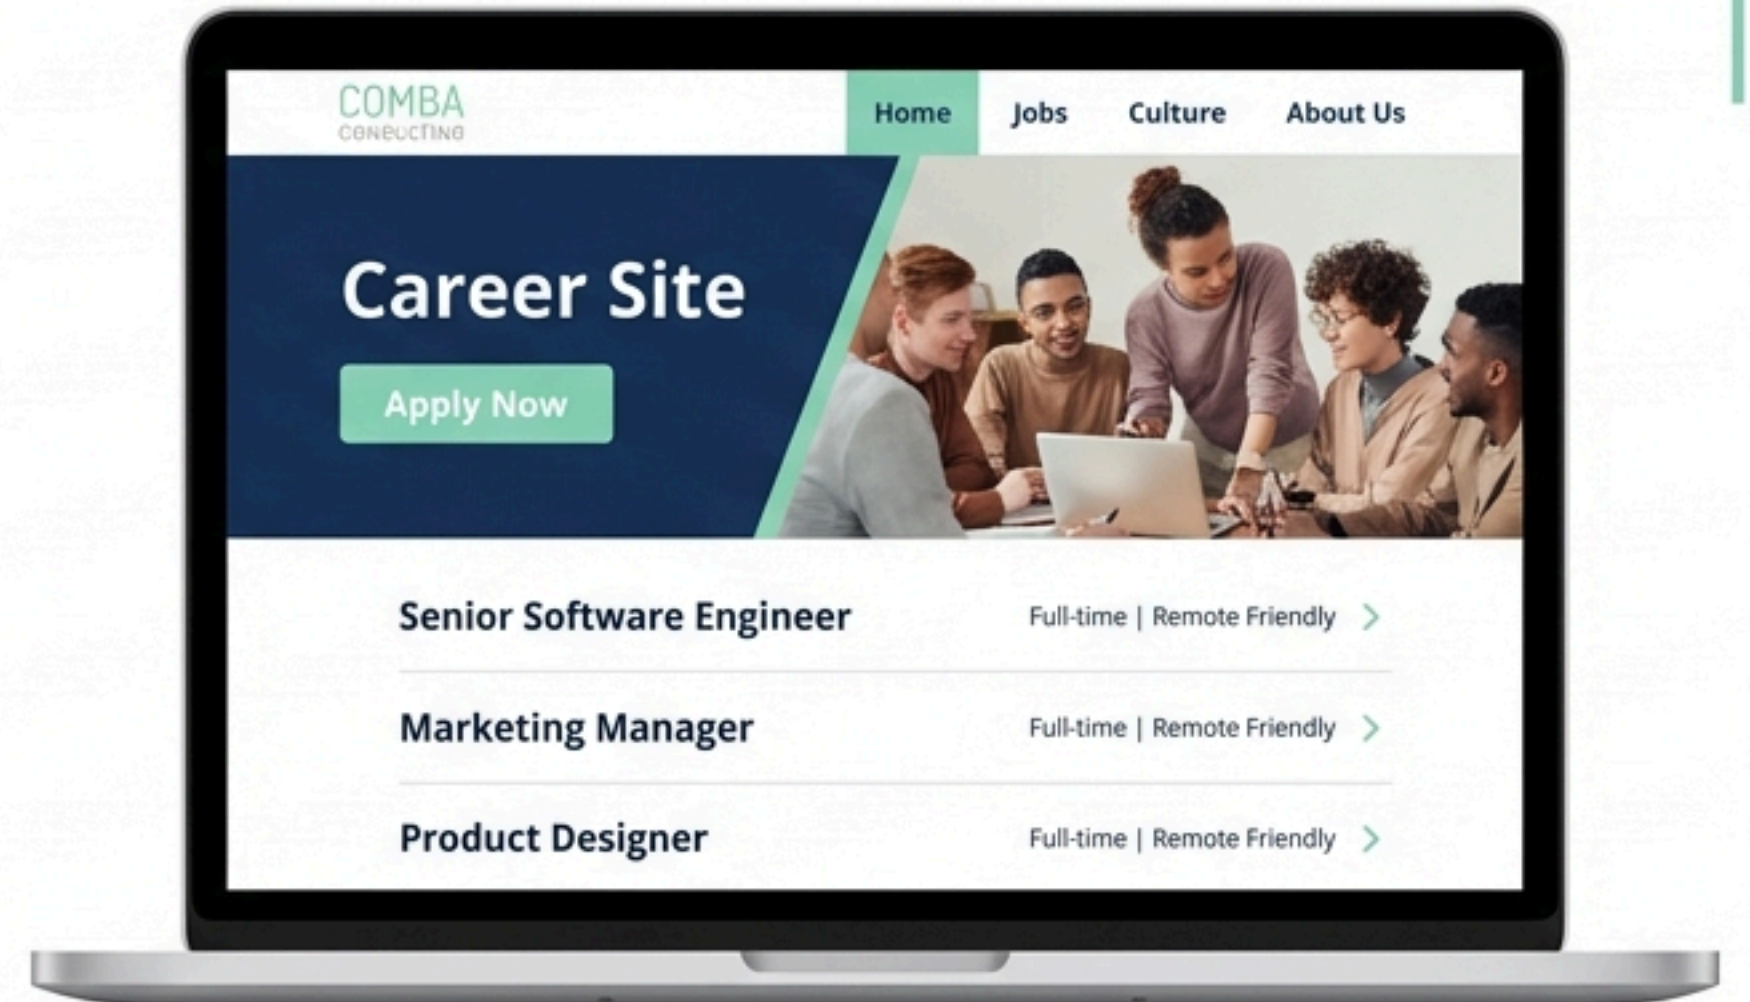 COMBA
Home Jobs Culture About Us
Career Site
Apply Now
Senior Software Engineer Full-time | Remote Friendly
Marketing Manager Full-time | Remote Friendly
Product Designer Full-time | Remote Friendly